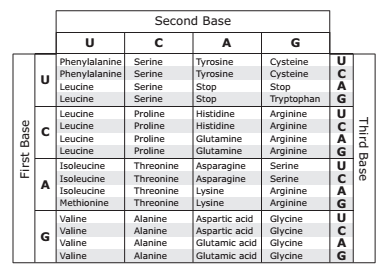 Second Base
U C A G
Phenylalanine Serine Tyrosine Cysteine U
Phenylalanine Serine Tyrosine Cysteine C
U
Leucine Serine Stop Stop A
Leucine Serine Stop Tryptophan G
Leucine Proline Histidine Arginine U
Leucine Proline Histidine Arginine C
C
Leucine Proline Glutamine Arginine A
Leucine Proline Glutamine Arginine G
Isoleucine Threonine Asparagine Serine U
Isoleucine Threonine Asparagine Serine C
A
Isoleucine Threonine Lysine Arginine A
Methionine Threonine Lysine Arginine G
Valine Alanine Aspartic acid Glycine U
Valine Alanine Aspartic acid Glycine C
G
Valine Alanine Glutamic acid Glycine A
Valine Alanine Glutamic acid Glycine G
First Base
Third Base